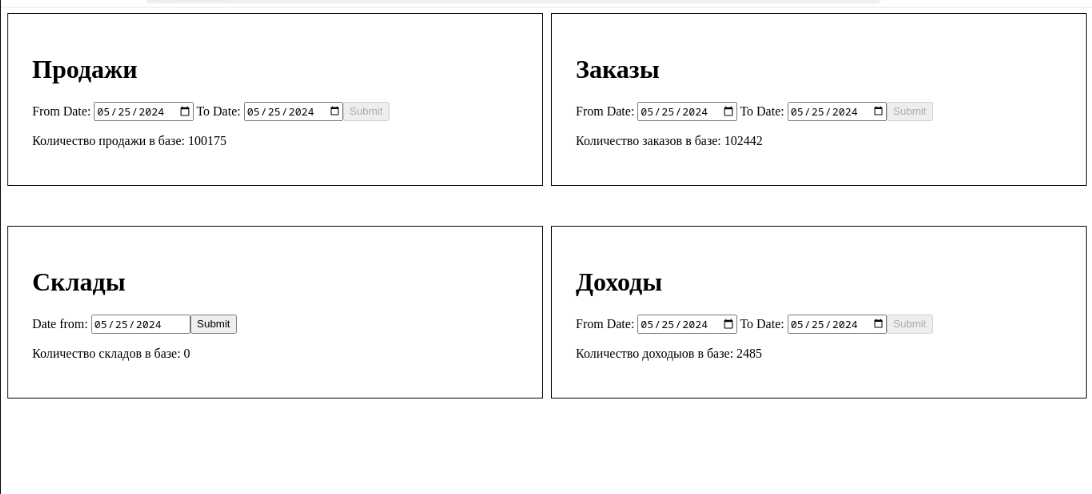 Продажи
From Date: 05/25/2024 To Date: 05/25/2024 Submit
Количество продажи в базе: 100175
Заказы
From Date: 05/25/2024 To Date: 05/25/2024 Submit
Количество заказов в базе: 102442
Склады
Date from: 05/25/2024 Submit
Количество складов в базе: 0
Доходы
From Date: 05/25/2024 To Date: 05/25/2024 Submit
Количество доходыов в базе: 2485